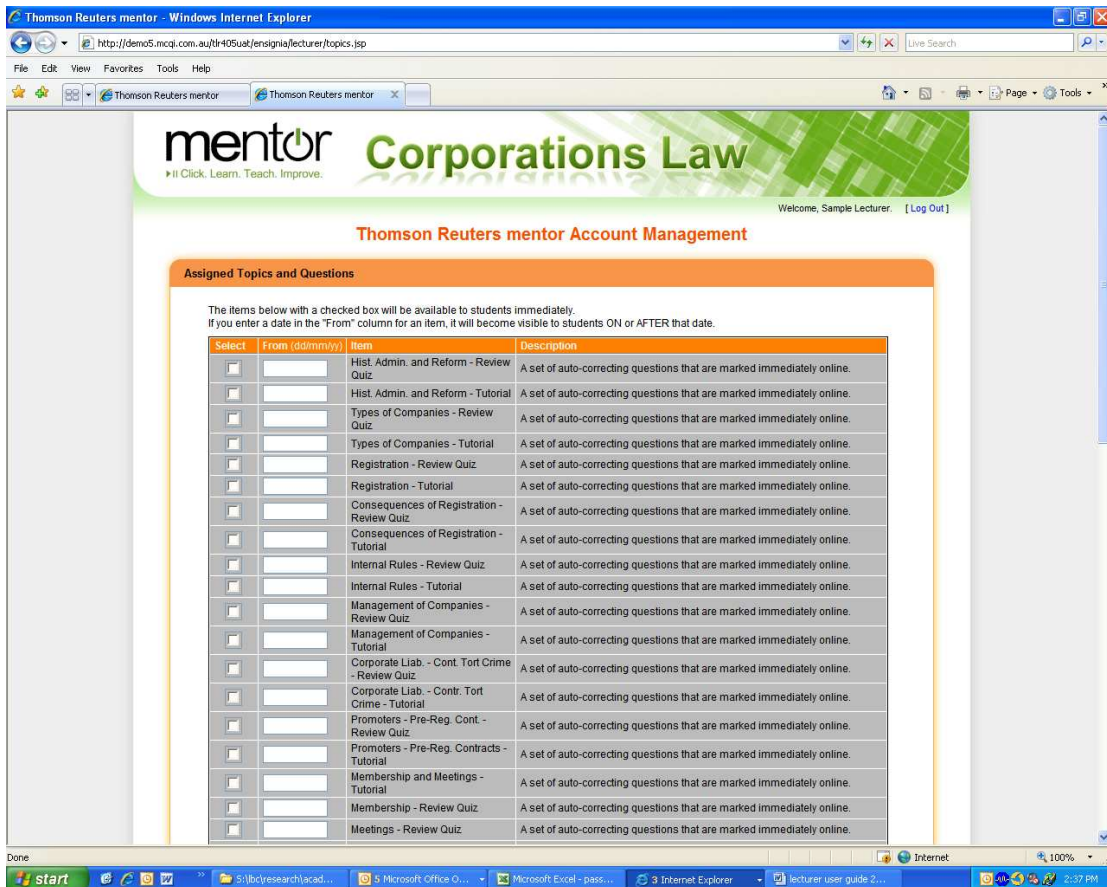 Thomson Reuters mentor - Windows Internet Explorer
http://demo5.mcqi.com.au/tlr405uat/ensignia/lecturer/topics.jsp
Live Search
File Edit View Favorites Tools Help
Thomson Reuters mentor
Thomson Reuters mentor
Page
Tools
mentor
Click. Learn. Teach. Improve.
Corporations Law
Welcome, Sample Lecturer. [ Log Out ]
Thomson Reuters mentor Account Management
Assigned Topics and Questions
The items below with a checked box will be available to students immediately.
If you enter a date in the "From" column for an item, it will become visible to students ON or AFTER that date.
Select From (dd/mm/yy) Item Description
Hist. Admin. and Reform - Review
Quiz
A set of auto-correcting questions that are marked immediately online.
Hist. Admin. and Reform - Tutorial A set of auto-correcting questions that are marked immediately online.
Types of Companies - Review
Quiz
A set of auto-correcting questions that are marked immediately online.
Types of Companies - Tutorial A set of auto-correcting questions that are marked immediately online.
Registration - Review Quiz A set of auto-correcting questions that are marked immediately online.
Registration - Tutorial A set of auto-correcting questions that are marked immediately online.
Consequences of Registration -
Review Quiz
A set of auto-correcting questions that are marked immediately online.
Consequences of Registration -
Tutorial
A set of auto-correcting questions that are marked immediately online.
Internal Rules - Review Quiz A set of auto-correcting questions that are marked immediately online.
Internal Rules - Tutorial A set of auto-correcting questions that are marked immediately online.
Management of Companies -
Review Quiz
A set of auto-correcting questions that are marked immediately online.
Management of Companies -
Tutorial
A set of auto-correcting questions that are marked immediately online.
Corporate Liab. - Cont. Tort Crime
- Review Quiz
A set of auto-correcting questions that are marked immediately online.
Corporate Liab. - Contr. Tort
Crime - Tutorial
A set of auto-correcting questions that are marked immediately online.
Promoters - Pre-Reg. Cont. -
Review Quiz
A set of auto-correcting questions that are marked immediately online.
Promoters - Pre-Reg. Contracts -
Tutorial
A set of auto-correcting questions that are marked immediately online.
Membership and Meetings -
Tutorial
A set of auto-correcting questions that are marked immediately online.
Membership - Review Quiz A set of auto-correcting questions that are marked immediately online.
Meetings - Review Quiz A set of auto-correcting questions that are marked immediately online.
Done Internet 100%
start S:\lbc\research\acad... 5 Microsoft Office O... Microsoft Excel - pass... 3 Internet Explorer lecturer user guide 2... 2:37 PM